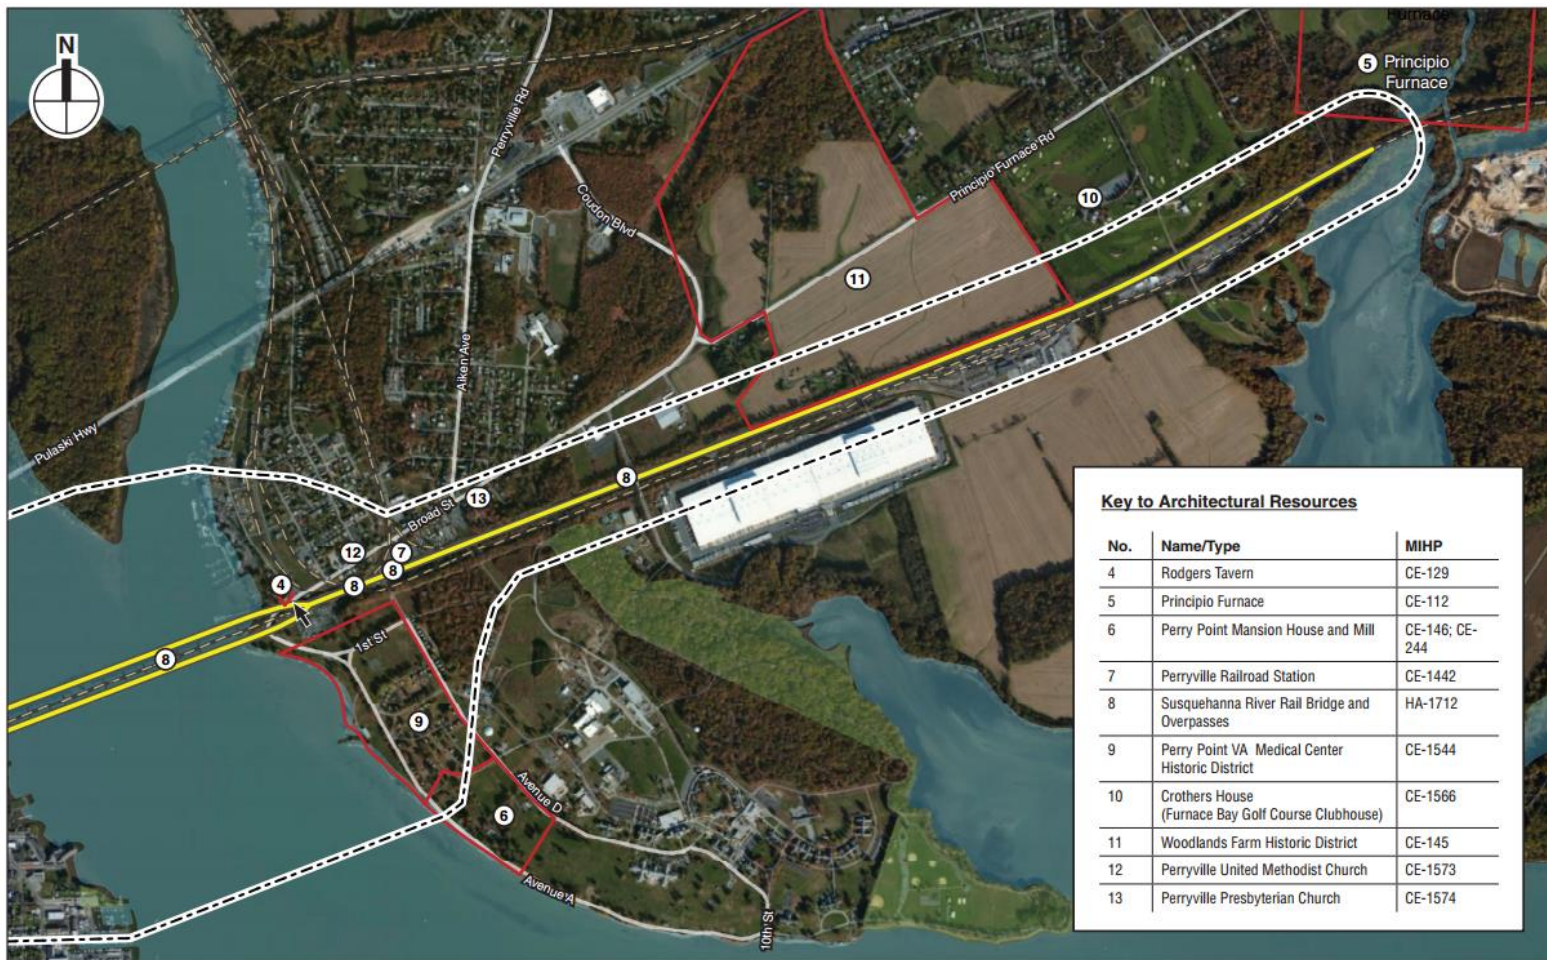 N
Furnace
5 Principio
Furnace
Perryville Rd
Coudon Blvd
Principio Furnace Rd
10
11
Aiken Ave
Pulaski Hwy
8
13
Broad St
12
7
8
8
4
1st St
8
9
6
Avenue D
Avenue A
10th St
Key to Architectural Resources
No. Name/Type MIHP
4 Rodgers Tavern CE-129
5 Principio Furnace CE-112
6 Perry Point Mansion House and Mill CE-146; CE-
244
7 Perryville Railroad Station CE-1442
8 Susquehanna River Rail Bridge and HA-1712
Overpasses
9 Perry Point VA Medical Center CE-1544
Historic District
10 Crothers House CE-1566
(Furnace Bay Golf Course Clubhouse)
11 Woodlands Farm Historic District CE-145
12 Perryville United Methodist Church CE-1573
13 Perryville Presbyterian Church CE-1574